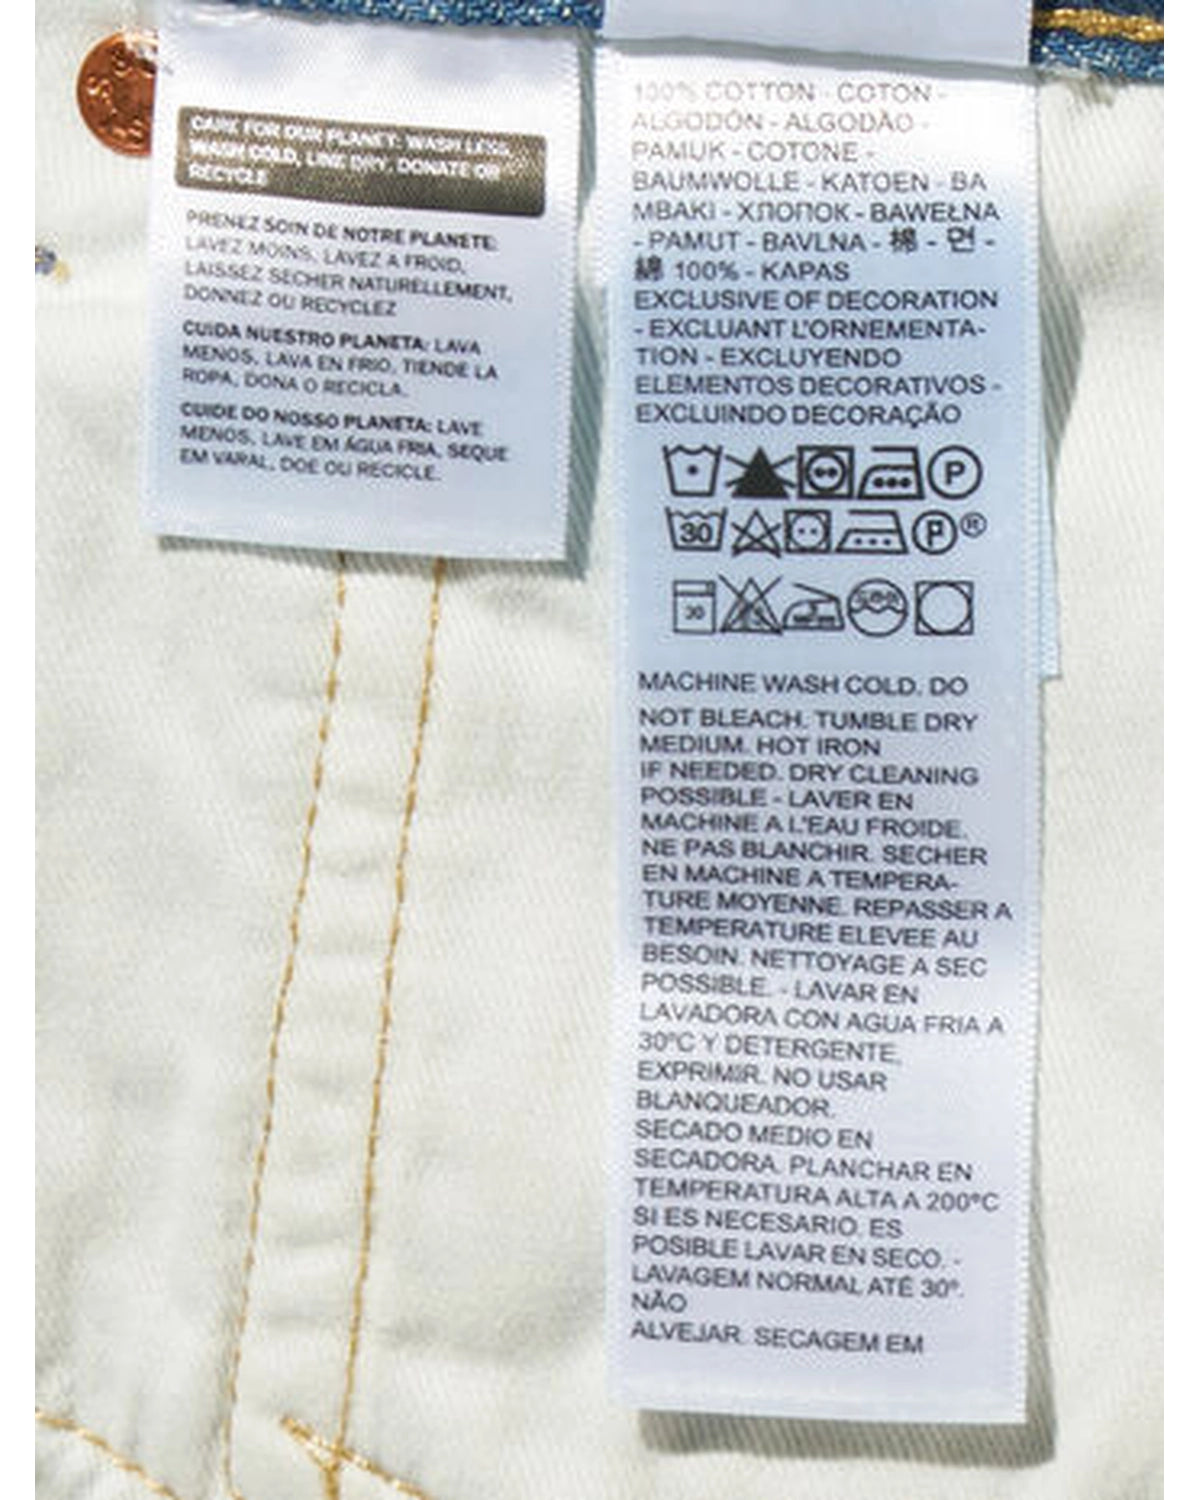 CARE FOR OUR PLANET: WASH LESS,
WASH COLD, LINE DRY, DONATE OR
RECYCLE
PRENEZ SOIN DE NOTRE PLANETE:
LAVEZ MOINS, LAVEZ A FROID,
LAISSEZ SECHER NATURELLEMENT,
DONNEZ OU RECYCLEZ
CUIDA NUESTRO PLANETA: LAVA
MENOS, LAVA EN FRIO, TIENDE LA
ROPA, DONA O RECICLA.
CUIDE DO NOSSO PLANETA: LAVE
MENOS, LAVE EM ÁGUA FRIA, SEQUE
EM VARAL, DOE OU RECICLE.
100% COTTON - COTON -
ALGODÓN - ALGODÃO -
PAMUK - COTONE -
BAUMWOLLE - KATOEN - BA
MBAKI - ХЛОПОК - BAWEŁNA
- PAMUT - BAVLNA - 棉 - 면 -
綿 100% - KAPAS
EXCLUSIVE OF DECORATION
- EXCLUANT L'ORNEMENTA-
TION - EXCLUYENDO
ELEMENTOS DECORATIVOS -
EXCLUINDO DECORAÇÃO
P
30 P ®
30
MACHINE WASH COLD. DO
NOT BLEACH. TUMBLE DRY
MEDIUM. HOT IRON
IF NEEDED. DRY CLEANING
POSSIBLE - LAVER EN
MACHINE A L'EAU FROIDE.
NE PAS BLANCHIR. SECHER
EN MACHINE A TEMPERA-
TURE MOYENNE. REPASSER A
TEMPERATURE ELEVEE AU
BESOIN. NETTOYAGE A SEC
POSSIBLE. - LAVAR EN
LAVADORA CON AGUA FRIA A
30ºC Y DETERGENTE,
EXPRIMIR. NO USAR
BLANQUEADOR.
SECADO MEDIO EN
SECADORA. PLANCHAR EN
TEMPERATURA ALTA A 200ºC
SI ES NECESARIO. ES
POSIBLE LAVAR EN SECO. -
LAVAGEM NORMAL ATÉ 30º.
NÃO
ALVEJAR. SECAGEM EM